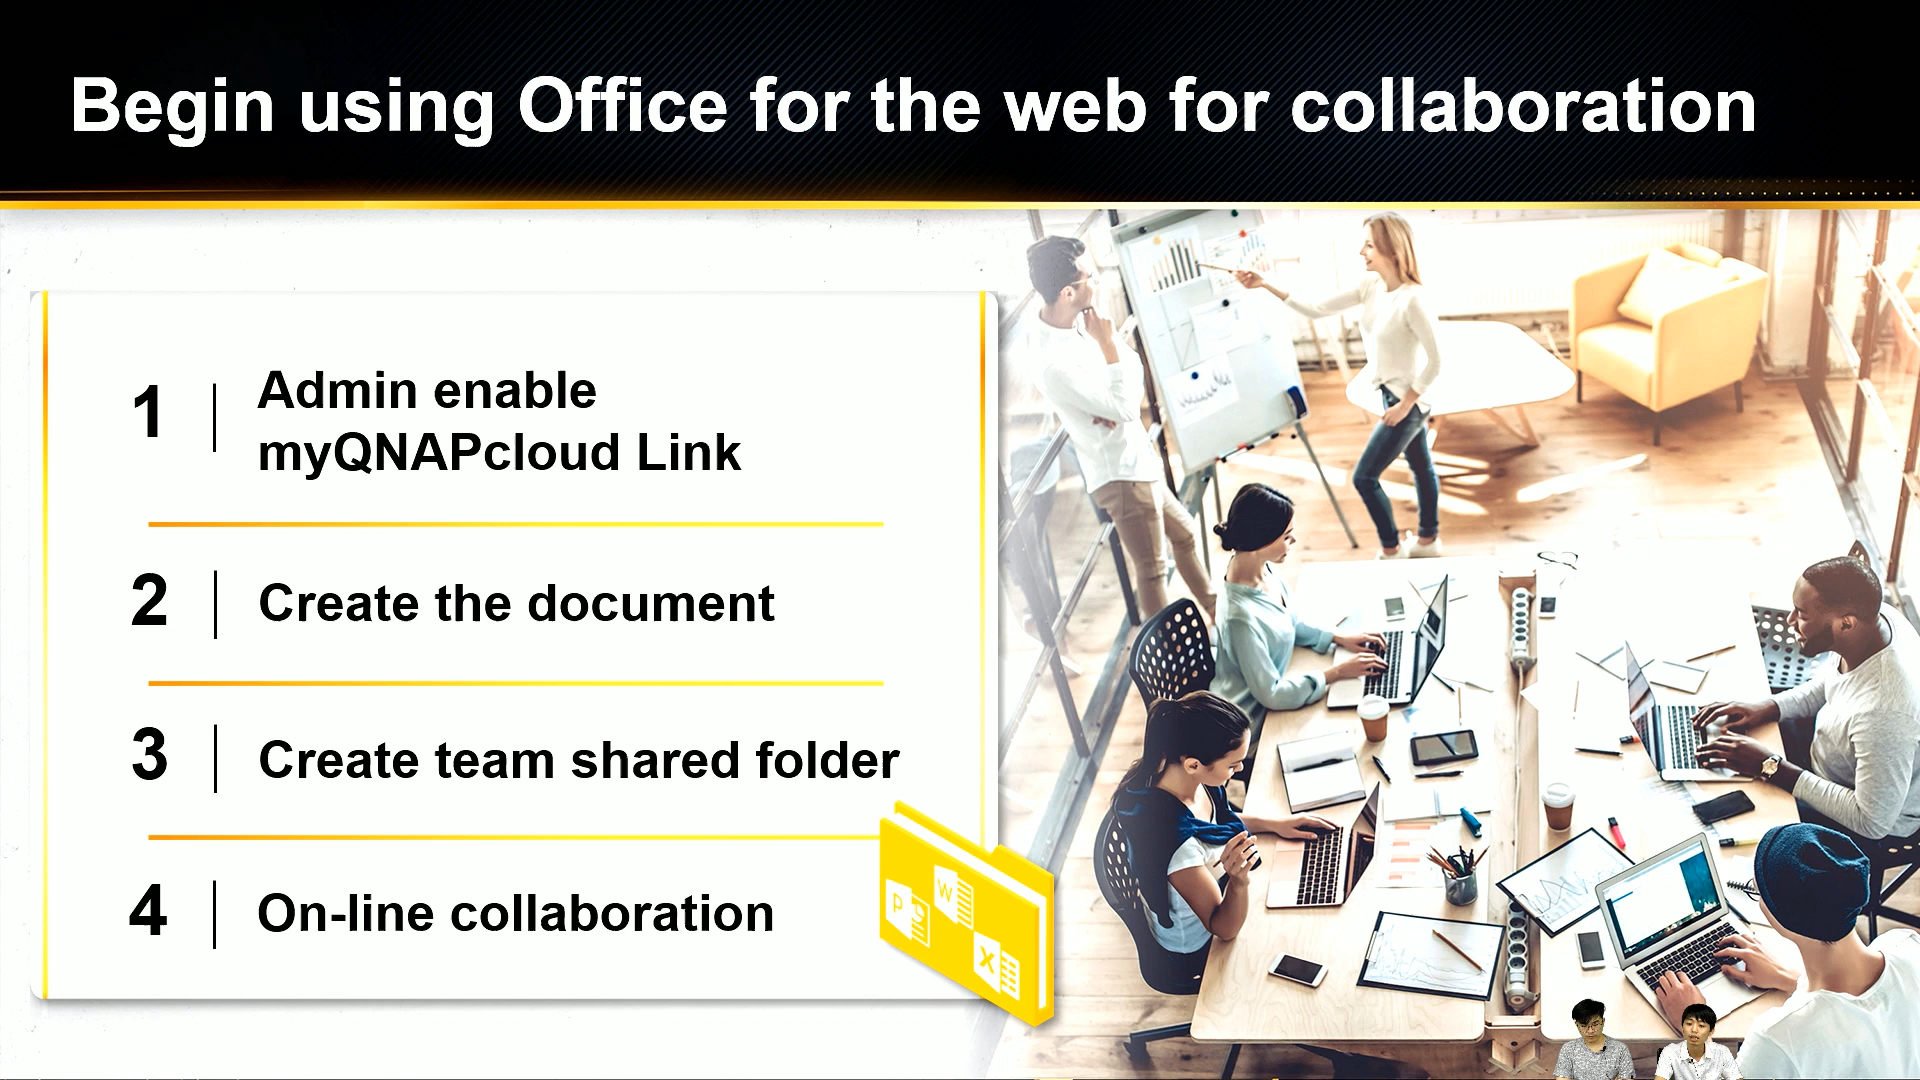 Begin using Office for the web for collaboration
1
Admin enable
myQNAPcloud Link
2
Create the document
3
Create team shared folder
4
On-line collaboration
P
W
X